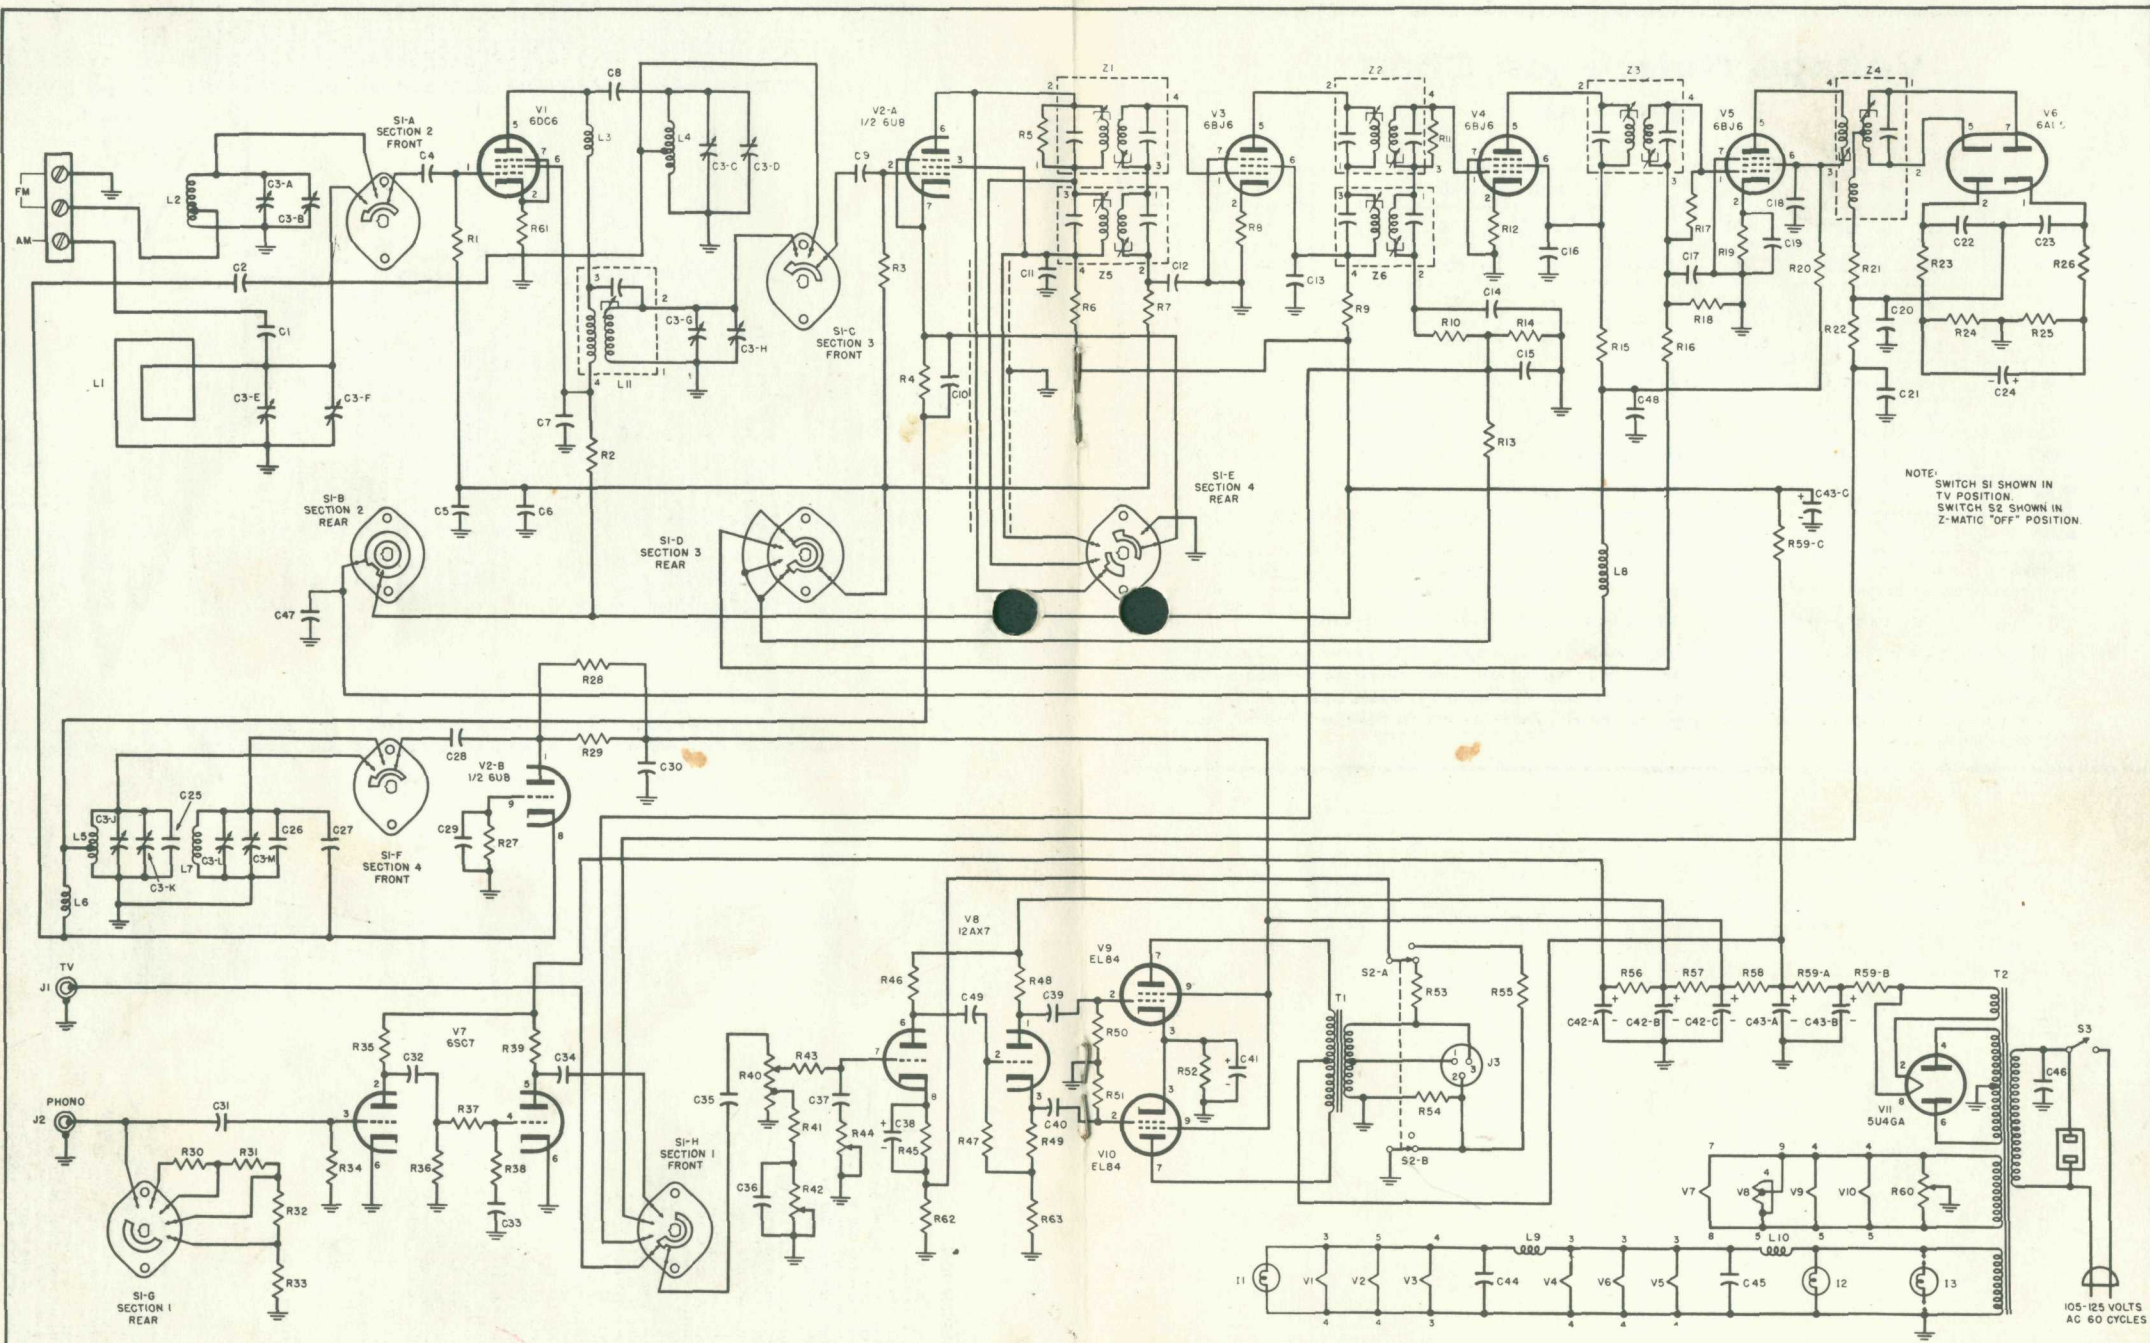 FM
AM
L2
C3-A
C3-B
S1-A
SECTION 2
FRONT
C4
V1
6DC6
R1
R61
C8
L3
L4
C3-C
C3-D
C2
C1
L1
C3-E
C3-F
C7
R2
L11
C3-G
C3-H
S1-C
SECTION 3
FRONT
C9
V2-A
1/2 6U8
R3
R4
C10
C11
Z1
R5
Z5
R6
R7
C12
V3
6BJ6
R8
C13
Z2
Z6
R9
R11
V4
6BJ6
R12
C14
R10
R14
C15
C16
R13
Z3
R15
R16
R17
C17
R18
V5
6BJ6
R19
C19
C18
R20
C48
Z4
R21
R22
C20
C21
V6
C22
C23
R23
R26
R24
R25
C24
NOTE:
SWITCH S1 SHOWN IN
TV POSITION.
SWITCH S2 SHOWN IN
Z-MATIC "OFF" POSITION.
S1-B
SECTION 2
REAR
C5
C6
S1-D
SECTION 3
REAR
S1-E
SECTION 4
REAR
C43-C
R59-C
L8
C47
R28
R29
C28
V2-B
1/2 6U8
C30
C29
R27
L5
C3-J
C25
C3-K
L7
C3-L
C3-M
C26
C27
L6
S1-F
SECTION 4
FRONT
TV
J1
PHONO
J2
C31
R30
R31
R32
R33
S1-G
SECTION 1
REAR
R34
R35
C32
V7
6SC7
R36
R37
R38
C33
R39
C34
S1-H
SECTION 1
FRONT
C35
R40
R43
R41
C36
R42
C37
R44
V8
12AX7
R46
C38
R45
R62
C49
R47
R48
R49
R63
C39
C40
V9
EL84
R50
R51
V10
EL84
R52
C41
T1
S2-A
R53
R55
J3
R54
S2-B
R56
R57
R58
R59-A
R59-B
C42-A
C42-B
C42-C
C43-A
C43-B
T2
V11
5U4GA
S3
C46
V7
V8
V9
V10
R60
I1
V1
V2
V3
L9
C44
V4
V6
V5
L10
C45
I2
I3
105-125 VOLTS
AC 60 CYCLES